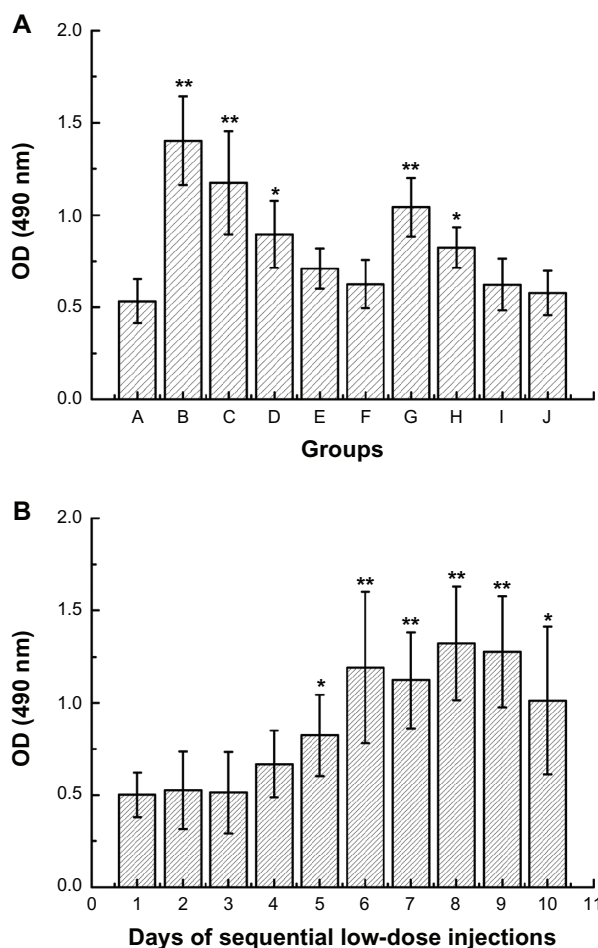 A
2.0
1.5
1.0
0.5
0.0
OD (490 nm)
** ** * ** *
A B C D E F G H I J
Groups
B
2.0
1.5
1.0
0.5
0.0
OD (490 nm)
* ** ** ** ** *
0 1 2 3 4 5 6 7 8 9 10 11
Days of sequential low-dose injections